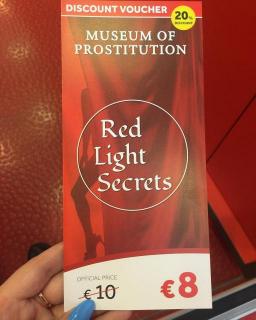 DISCOUNT VOUCHER
20%
DISCOUNT
MUSEUM OF
PROSTITUTION
Red
Light
Secrets
OFFICIAL PRICE
€ 10
€8